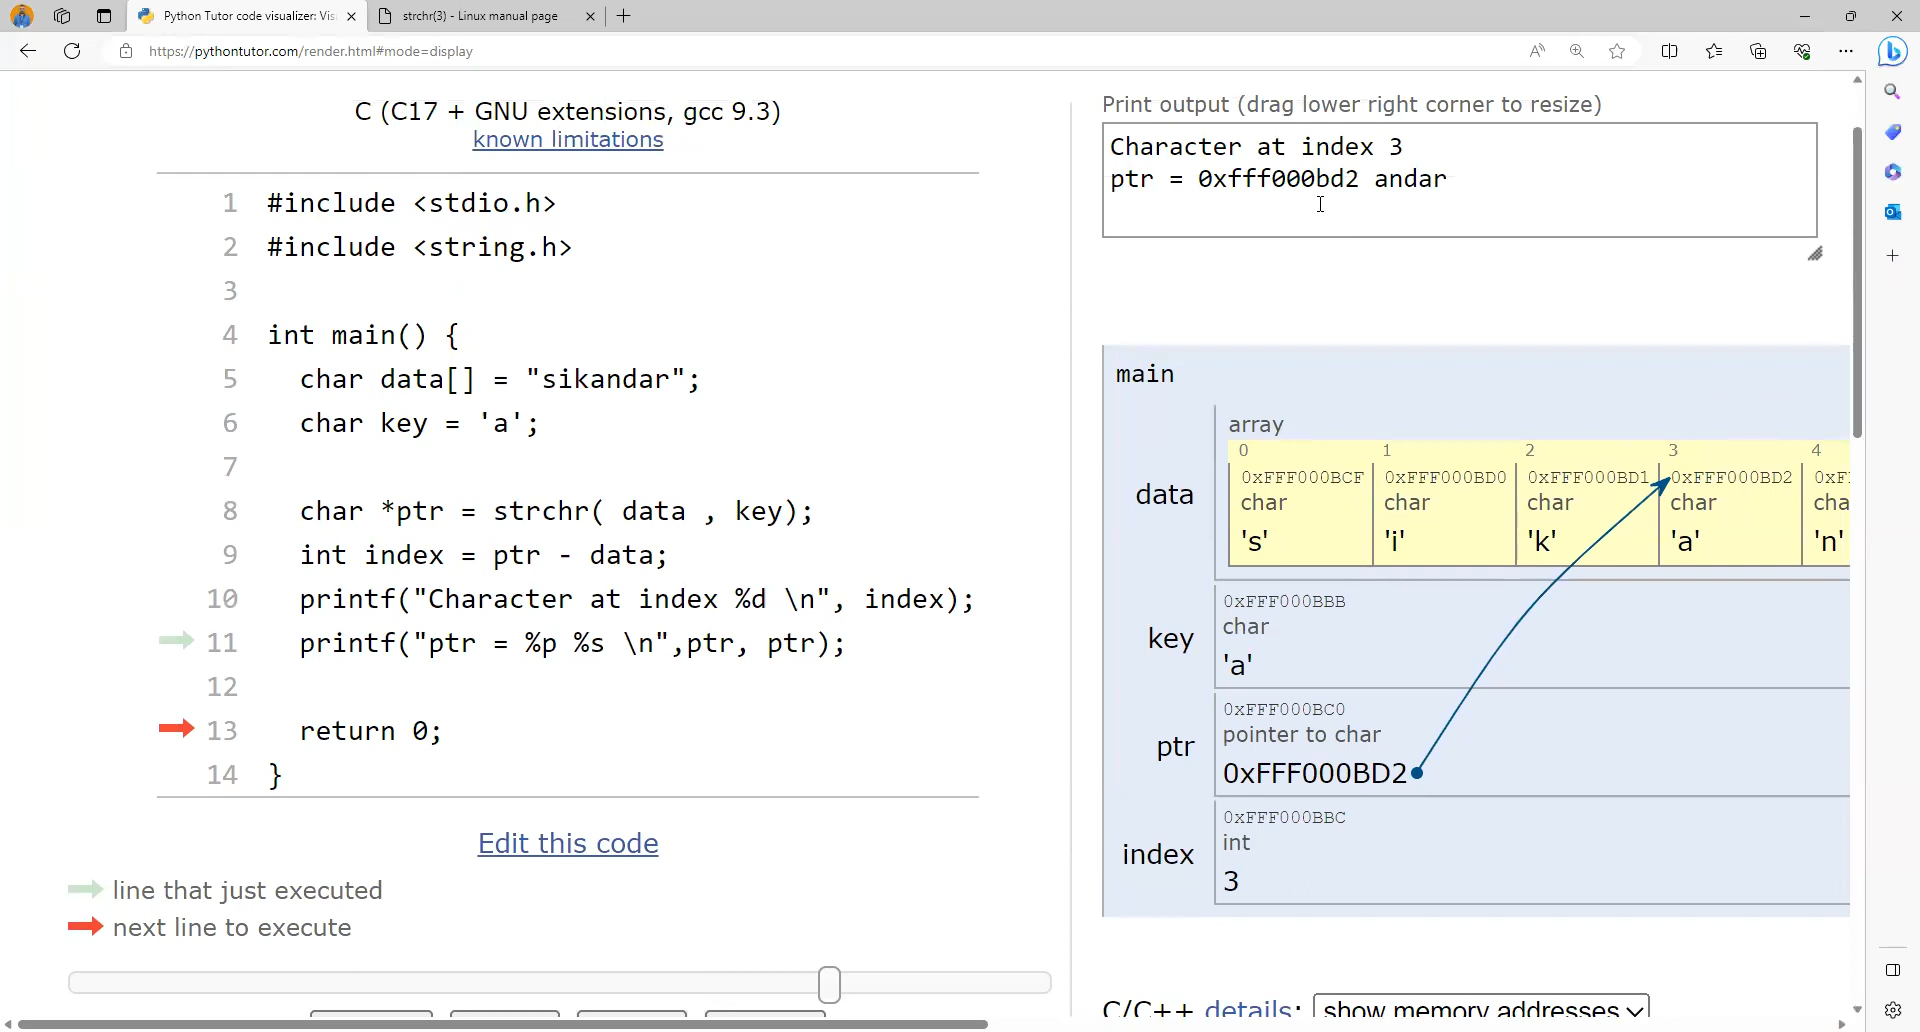 Python Tutor code visualizer: Vis
strchr(3) - Linux manual page
https://pythontutor.com/render.html#mode=display
C (C17 + GNU extensions, gcc 9.3)
known limitations
1 #include <stdio.h>
2 #include <string.h>
3
4 int main() {
5 char data[] = "sikandar";
6 char key = 'a';
7
8 char *ptr = strchr( data , key);
9 int index = ptr - data;
10 printf("Character at index %d \n", index);
11 printf("ptr = %p %s \n",ptr, ptr);
12
13 return 0;
14 }
Edit this code
line that just executed
next line to execute
Print output (drag lower right corner to resize)
Character at index 3
ptr = 0xfff000bd2 andar
main
array
0 1 2 3 4
0xFFF000BCF 0xFFF000BD0 0xFFF000BD1 0xFFF000BD2 0xF
char char char char cha
data
's' 'i' 'k' 'a' 'n'
0xFFF000BBB
char
key
'a'
0xFFF000BC0
pointer to char
ptr
0xFFF000BD2
0xFFF000BBC
int
index
3
C/C++ details: show memory addresses